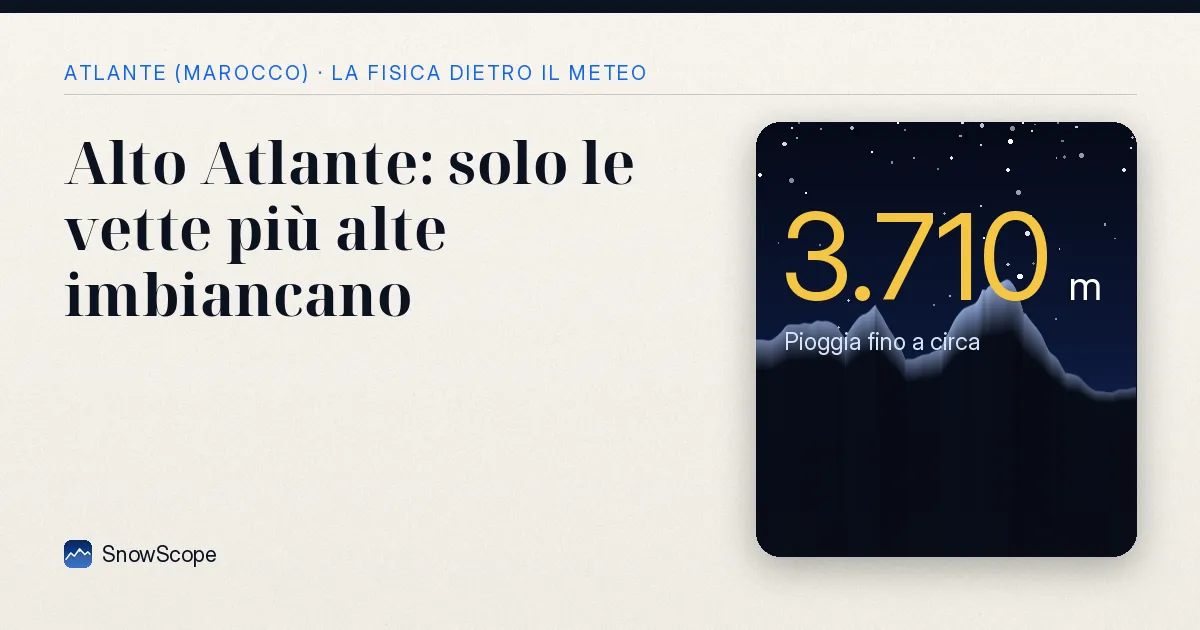 ATLANTE (MAROCCO) · LA FISICA DIETRO IL METEO
Alto Atlante: solo le
vette più alte
imbiancano
3.710 m
Pioggia fino a circa
SnowScope